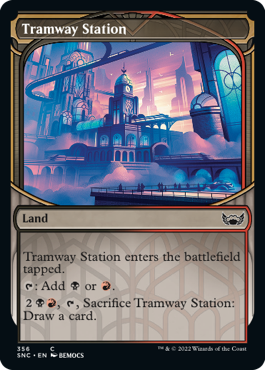 Tramway Station
Land
Tramway Station enters the battlefield
tapped.
: Add or .
2 , , Sacrifice Tramway Station:
Draw a card.
356 C
SNC • EN BEMOCS
™ & © 2022 Wizards of the Coast